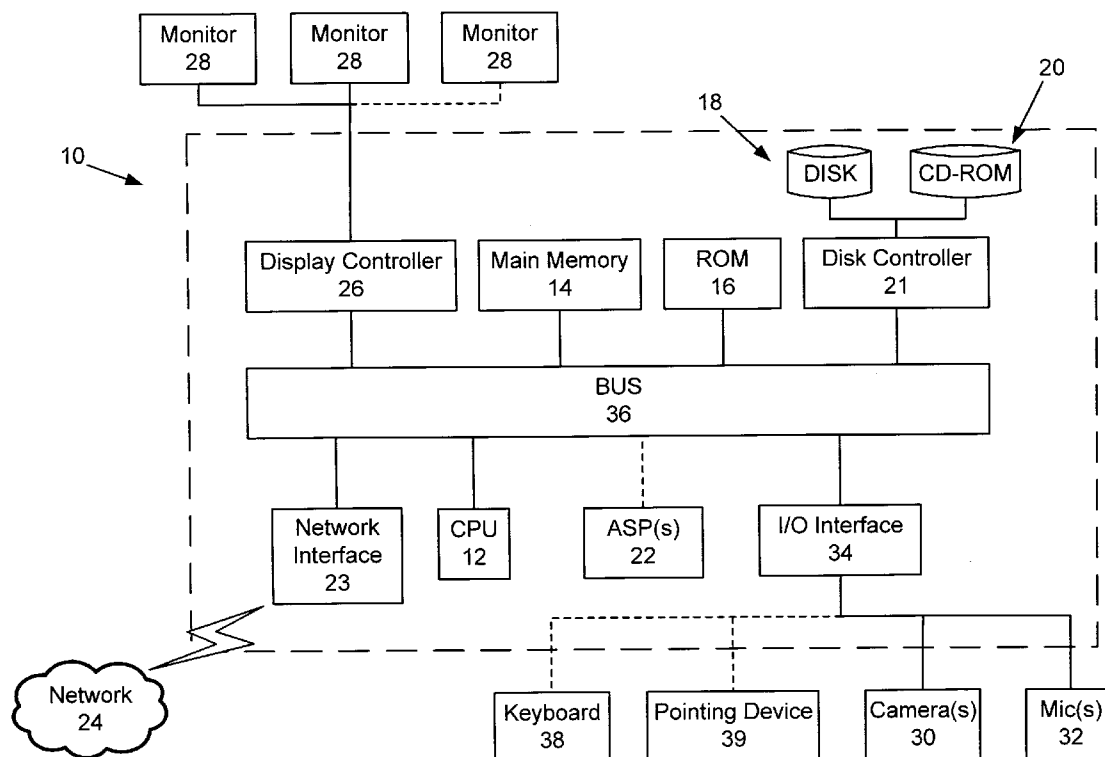 Monitor
28
Monitor
28
Monitor
28
20
18
10
DISK
CD-ROM
Display Controller
26
Main Memory
14
ROM
16
Disk Controller
21
BUS
36
Network
Interface
23
CPU
12
ASP(s)
22
I/O Interface
34
Network
24
Keyboard
38
Pointing Device
39
Camera(s)
30
Mic(s)
32